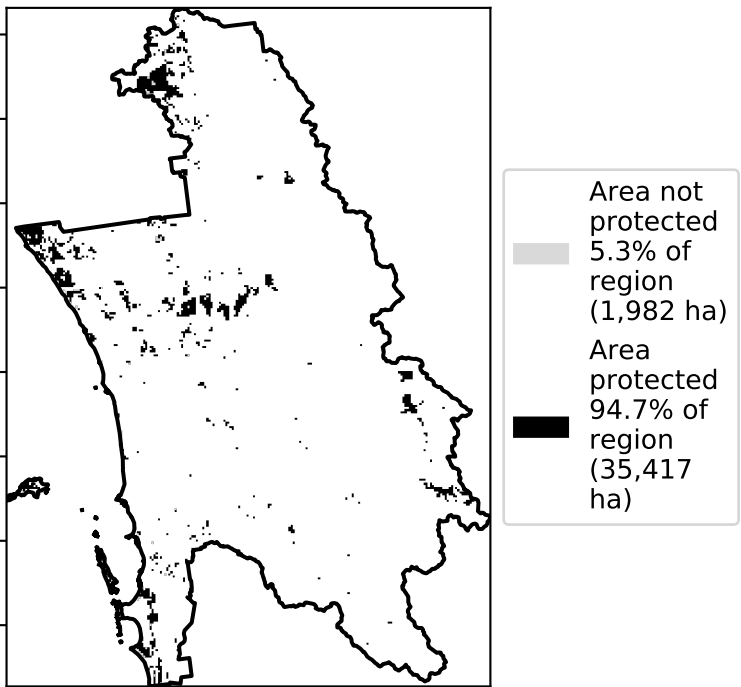 Area not
protected
5.3% of
region
(1,982 ha)
Area
protected
94.7% of
region
(35,417
ha)